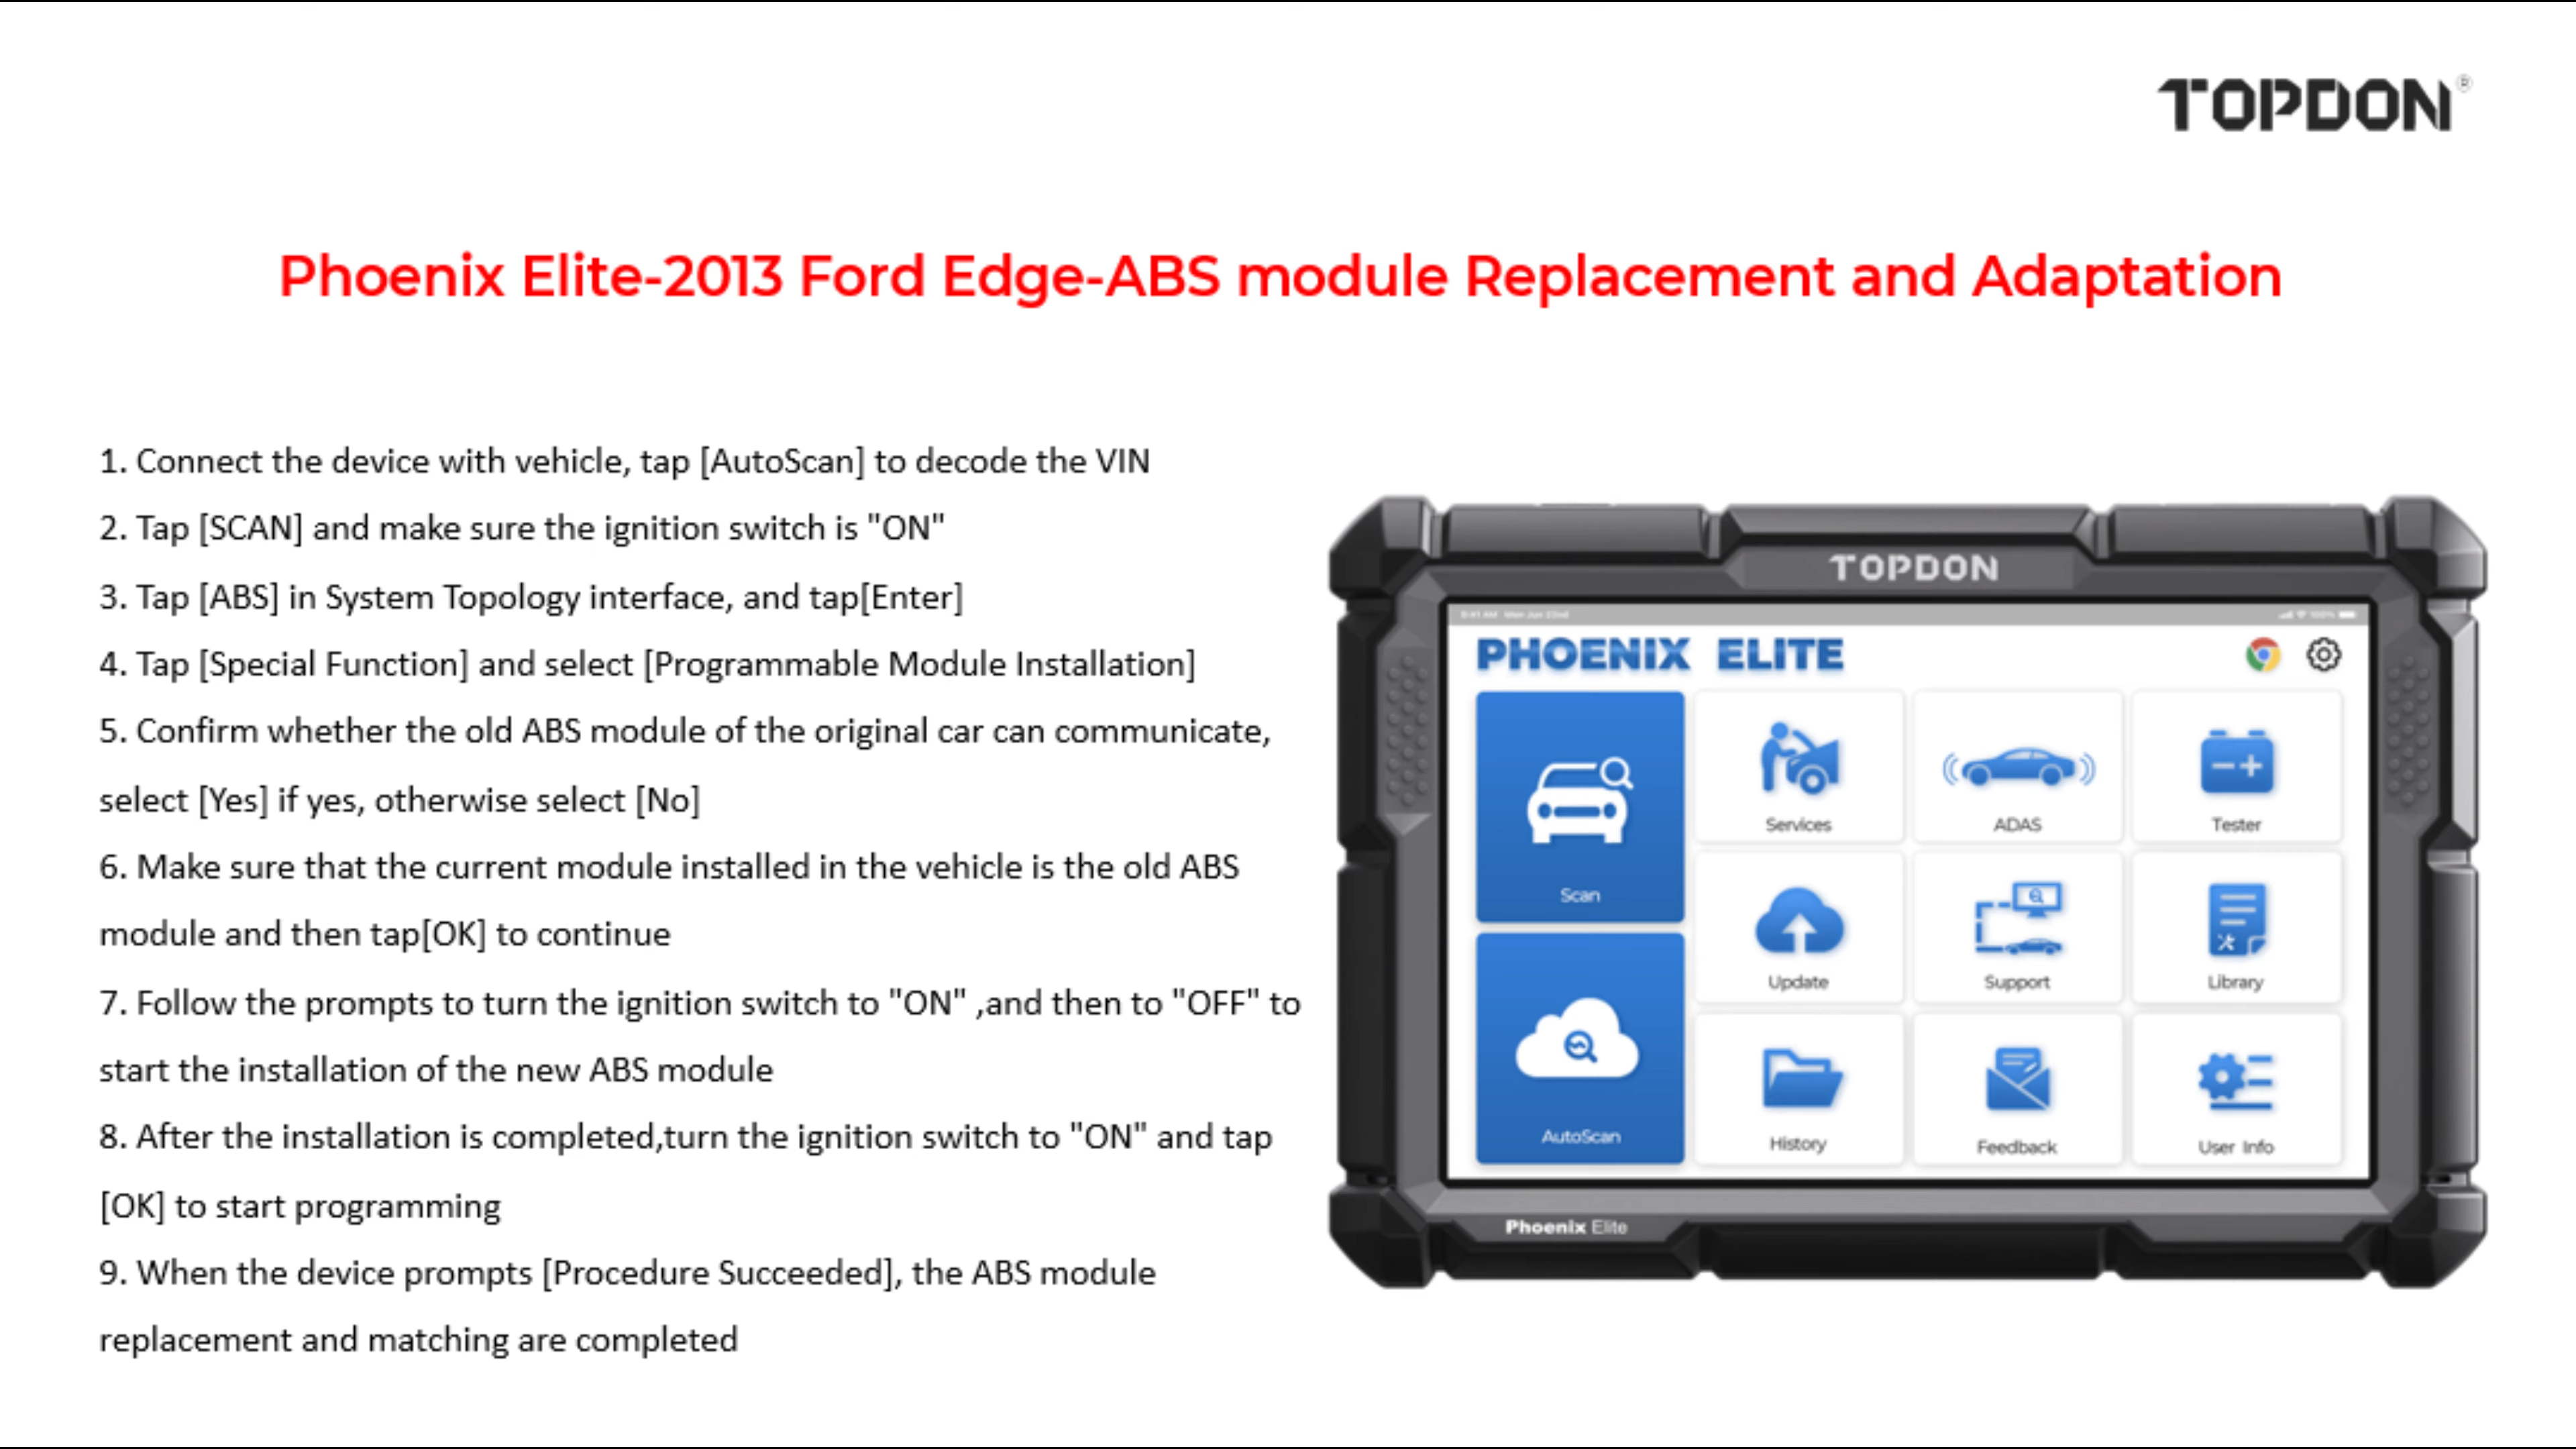 TOPDON®
Phoenix Elite-2013 Ford Edge-ABS module Replacement and Adaptation
1. Connect the device with vehicle, tap [AutoScan] to decode the VIN
2. Tap [SCAN] and make sure the ignition switch is "ON"
3. Tap [ABS] in System Topology interface, and tap[Enter]
4. Tap [Special Function] and select [Programmable Module Installation]
5. Confirm whether the old ABS module of the original car can communicate,
select [Yes] if yes, otherwise select [No]
6. Make sure that the current module installed in the vehicle is the old ABS
module and then tap[OK] to continue
7. Follow the prompts to turn the ignition switch to "ON" ,and then to "OFF" to
start the installation of the new ABS module
8. After the installation is completed,turn the ignition switch to "ON" and tap
[OK] to start programming
9. When the device prompts [Procedure Succeeded], the ABS module
replacement and matching are completed
TOPDON
9:41 AM Mon Jun 22nd
100%
PHOENIX ELITE
Scan
Services
ADAS
Tester
Update
Support
Library
AutoScan
History
Feedback
User Info
Phoenix Elite